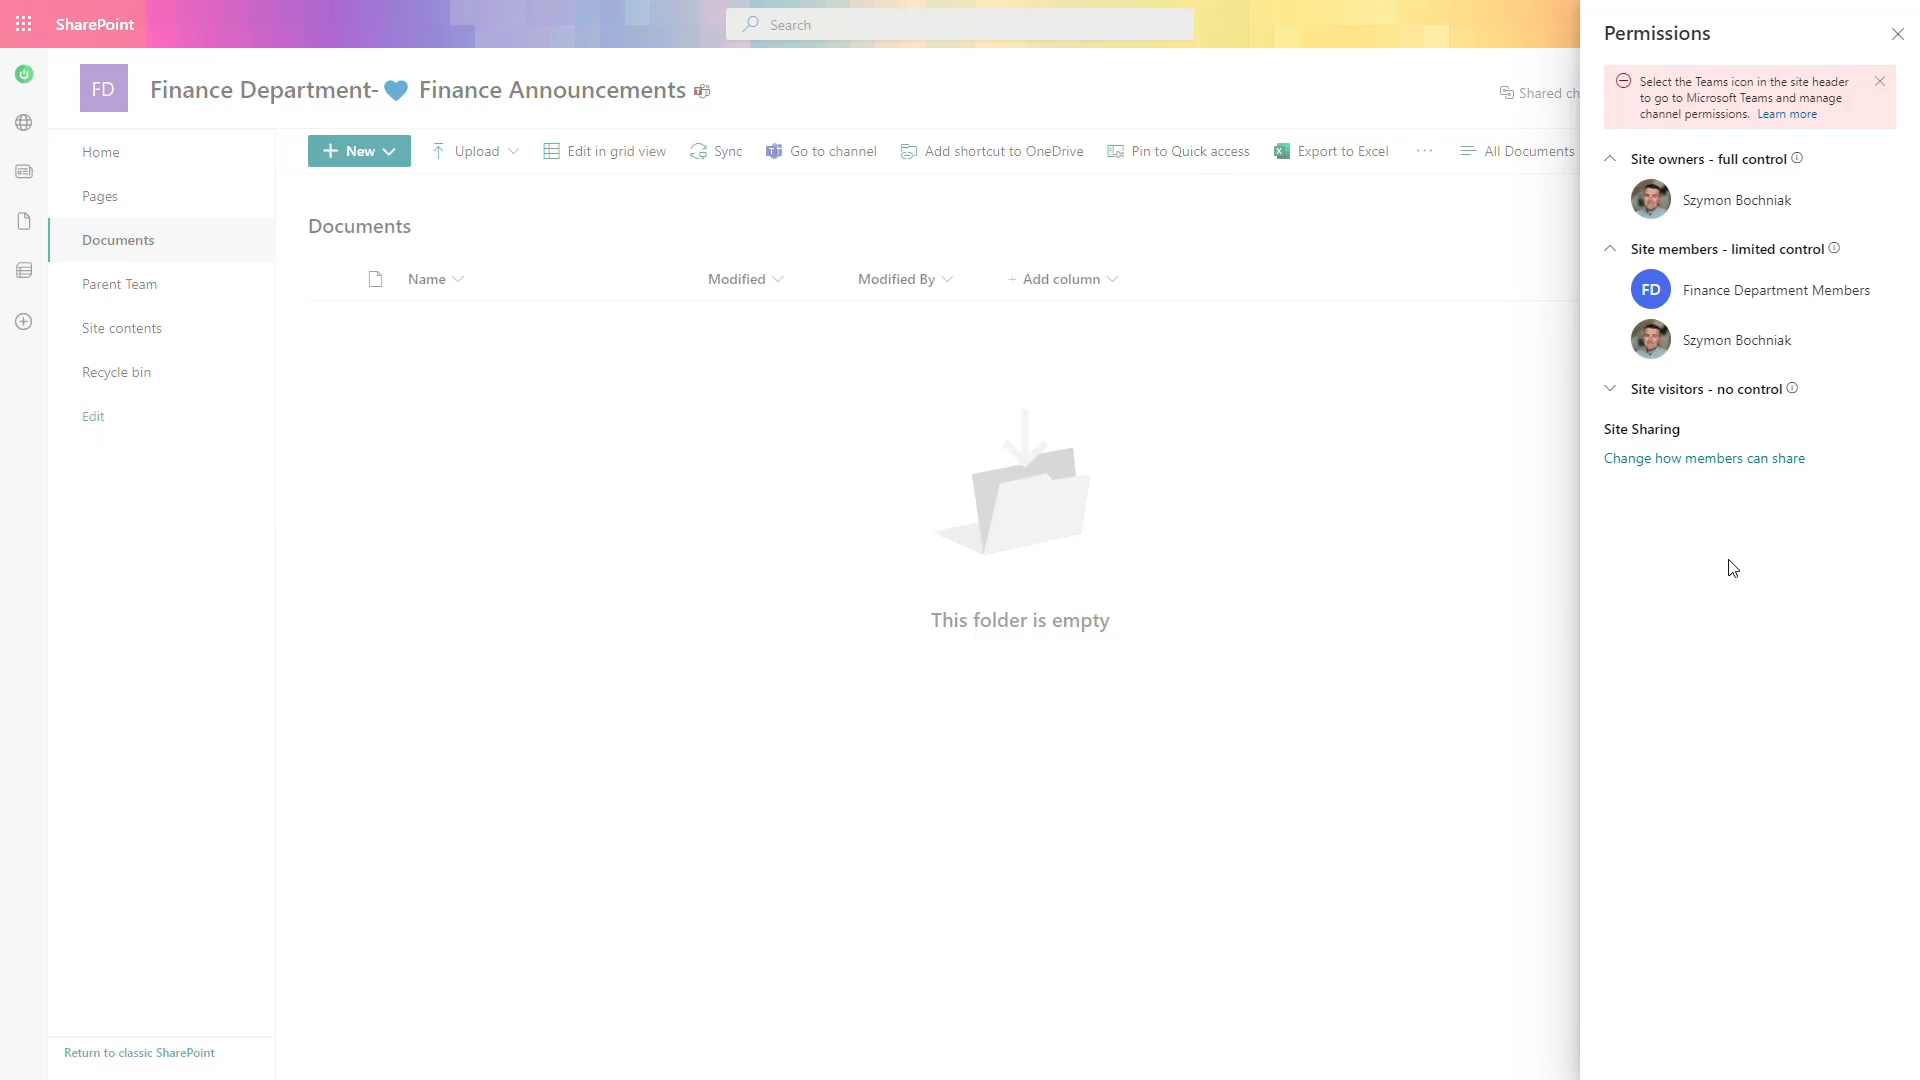 SharePoint
Search
FD
Finance Department-💙 Finance Announcements
Shared ch
Home
Pages
Documents
Parent Team
Site contents
Recycle bin
Edit
Return to classic SharePoint
New
Upload
Edit in grid view
Sync
Go to channel
Add shortcut to OneDrive
Pin to Quick access
Export to Excel
···
All Documents
Documents
Name
Modified
Modified By
+ Add column
This folder is empty
Permissions
Select the Teams icon in the site header
to go to Microsoft Teams and manage
channel permissions. Learn more
Site owners - full control
Szymon Bochniak
Site members - limited control
FD
Finance Department Members
Szymon Bochniak
Site visitors - no control
Site Sharing
Change how members can share